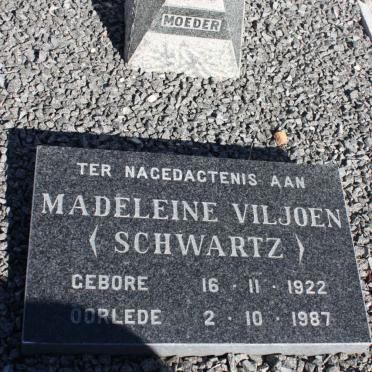 MOEDER
TER NAGEDACTENIS AAN
MADELEINE VILJOEN
( SCHWARTZ )
GEBORE 16 · 11 · 1922
OORLEDE 2 · 10 · 1987